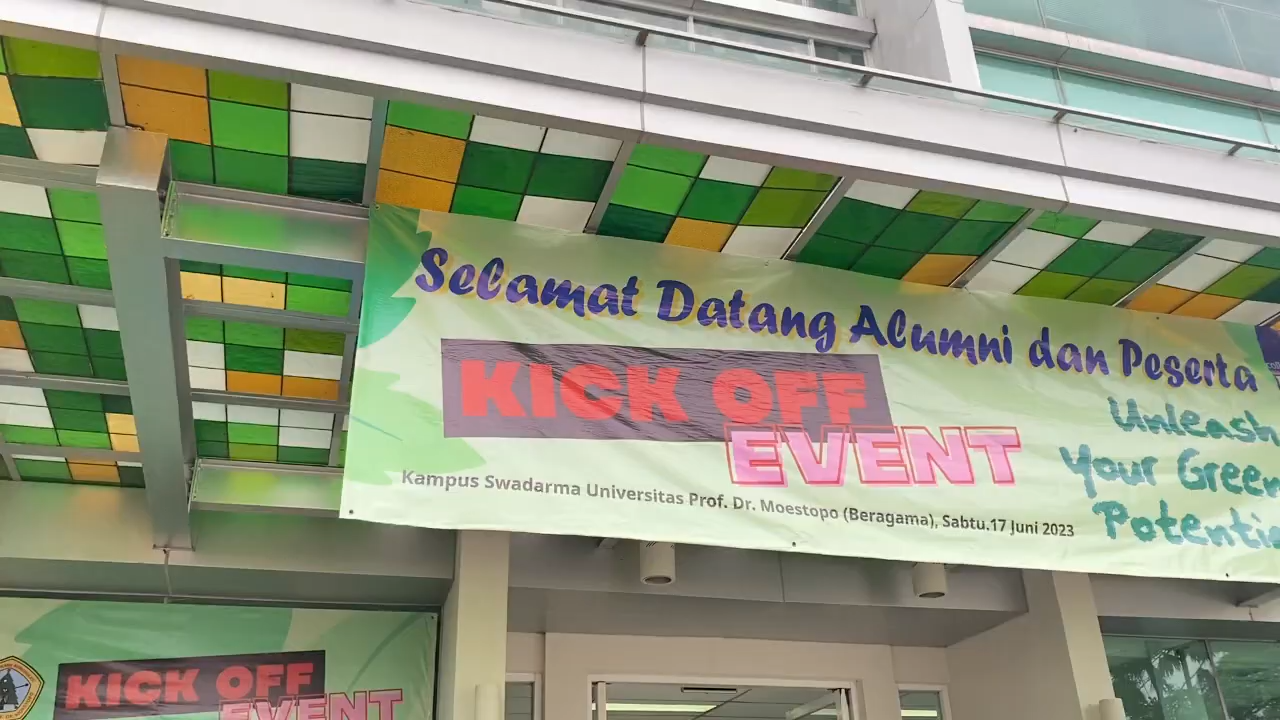 Selamat Datang Alumni dan Peserta
KICK OFF
EVENT
Unleash
Your Green
Kampus Swadarma Universitas Prof. Dr. Moestopo (Beragama), Sabtu.17 Juni 2023
KICK OFF
EVENT